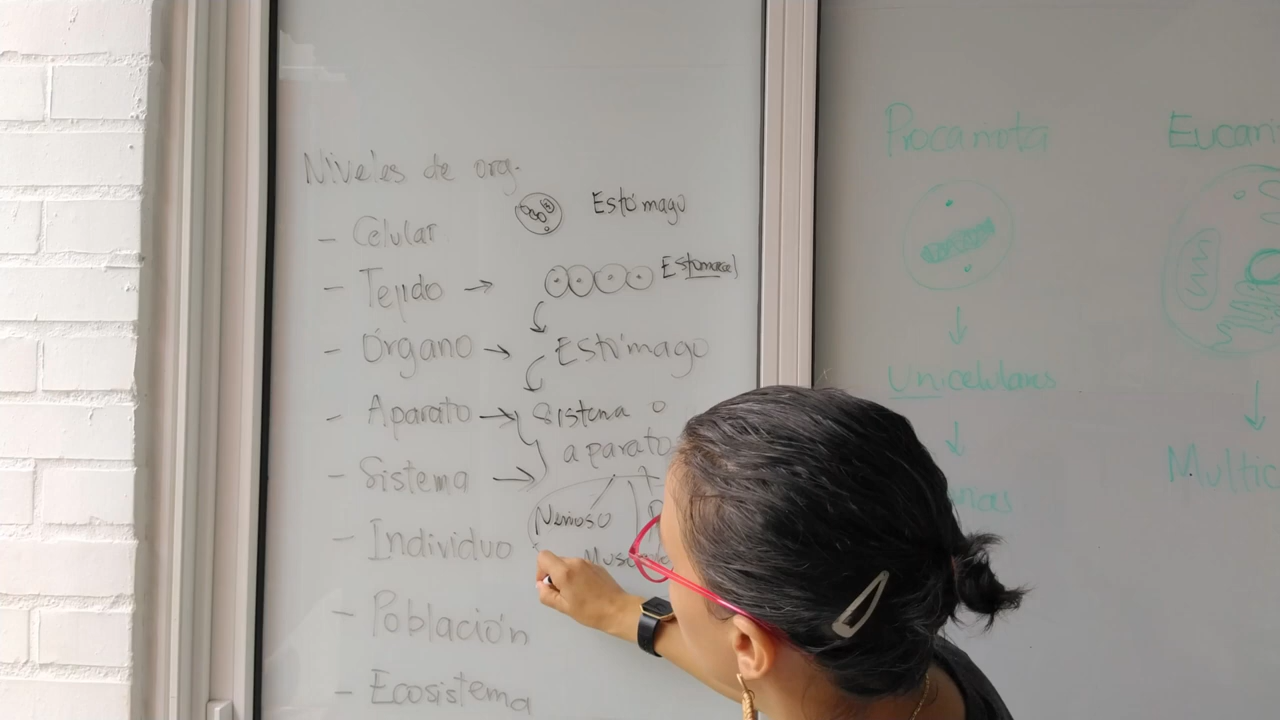 Niveles de org.
- Celular
Estómago
- Tejido → Estomacal
- Órgano → Estómago
- Aparato → Sistema o
aparato
- Sistema →
Nervioso
- Individuo
- Población
- Ecosistema
Procariota
↓
Unicelulares
↓
Eucari
↓
Multic